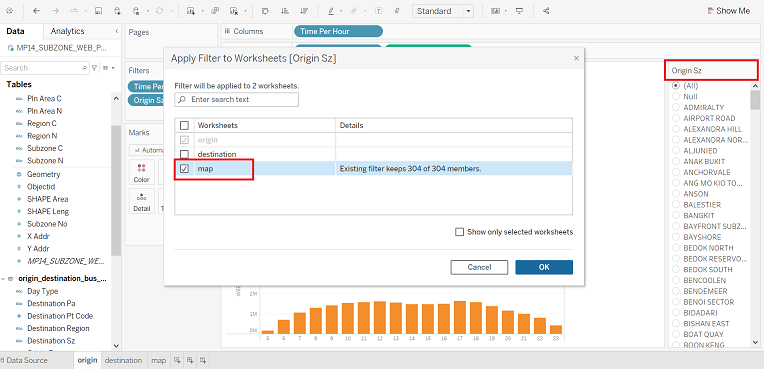 Standard
Show Me
Data
Analytics
MP14_SUBZONE_WEB_P...
Search
Tables
Pln Area C
Pln Area N
Region C
Region N
Subzone C
Subzone N
Geometry
Objectid
SHAPE Area
SHAPE Leng
Subzone No
X Addr
Y Addr
MP14_SUBZONE_WE...
origin_destination_bus_...
Day Type
Destination Pa
Destination Pt Code
Destination Region
Destination Sz
Pages
Filters
Time Per
Origin Sz
Marks
Automa
Color
Detail
Columns
Time Per Hour
Apply Filter to Worksheets [Origin Sz]
Filter will be applied to 2 worksheets.
Enter search text
Worksheets
Details
origin
destination
map
Existing filter keeps 304 of 304 members.
Show only selected worksheets
Cancel
OK
2M
1M
0M
5 6 7 8 9 10 11 12 13 14 15 16 17 18 19 20 21 22 23
Origin Sz
(All)
Null
ADMIRALTY
AIRPORT ROAD
ALEXANDRA HILL
ALEXANDRA NOR...
ALJUNIED
ANAK BUKIT
ANCHORVALE
ANG MO KIO TO...
ANSON
BALESTIER
BANGKIT
BAYFRONT SUBZ...
BAYSHORE
BEDOK NORTH
BEDOK RESERVO...
BEDOK SOUTH
BENCOOLEN
BENDEMEER
BENOI SECTOR
BIDADARI
BISHAN EAST
BOAT QUAY
BOON KENG
Data Source
origin
destination
map